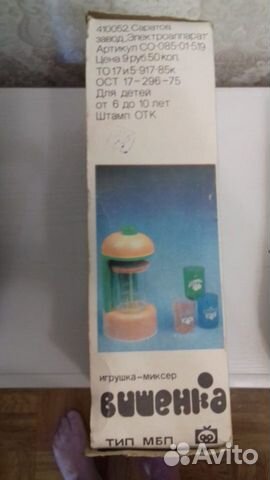 410052, Саратов
завод "Электроаппарат"
Артикул СО-085-01-519
Цена 9 руб.50 коп.
ТО 17 и 5-917-85к
ОСТ 17-296-75
Для детей
от 6 до 10 лет
Штамп ОТК
игрушка-миксер
вишенка
ТИП МБП
Avito